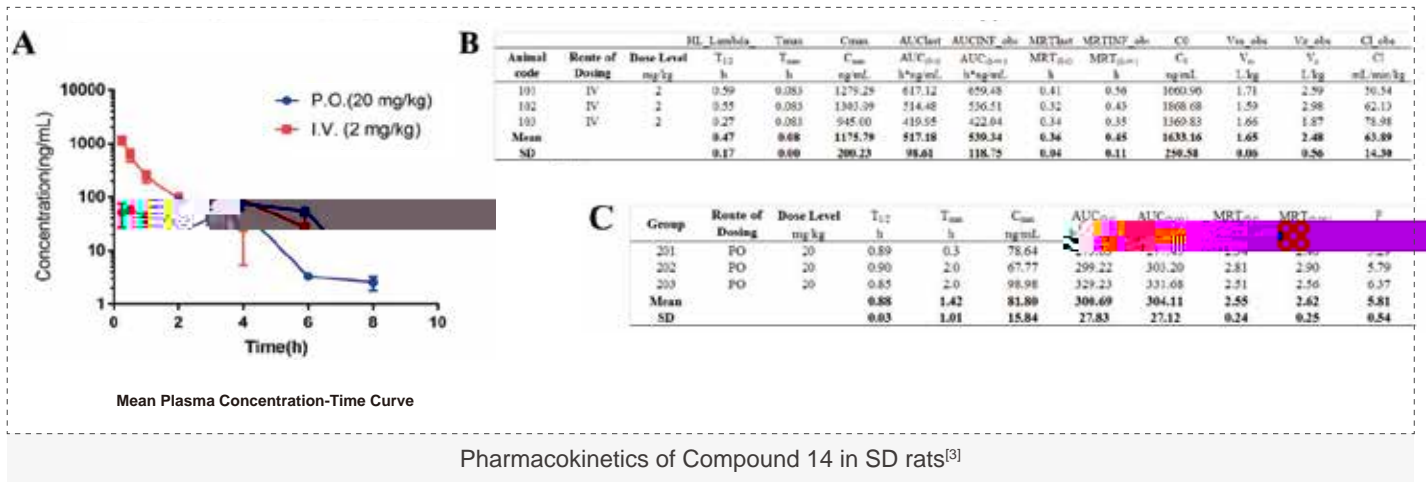 A
10000
1000
100
10
1
Concentration(ng/mL)
P.O.(20 mg/kg)
I.V. (2 mg/kg)
0 2 4 6 8 10
Time(h)
Mean Plasma Concentration-Time Curve
B
HL_Lambda_ Tmax Cmax AUClast AUCINF_obs MRTlast MRTINF_obs C0 Vss_obs Vz_obs Cl_obs
Animal code Route of Dosing Dose Level T1/2 Tmax Cmax AUC(0-t) AUC(0-∞) MRT(0-t) MRT(0-∞) C0 Vss Vz Cl
mg/kg h h ng/mL h*ng/mL h*ng/mL h h ng/mL L/kg L/kg mL/min/kg
101 IV 2 0.59 0.083 1279.29 617.12 659.48 0.41 0.56 1660.96 1.71 2.59 50.54
102 IV 2 0.55 0.083 1303.09 514.48 536.51 0.32 0.43 1868.68 1.59 2.98 62.13
103 IV 2 0.27 0.083 945.00 419.95 422.04 0.34 0.35 1369.83 1.66 1.87 78.98
Mean 0.47 0.08 1175.79 517.18 539.34 0.36 0.45 1633.16 1.65 2.48 63.89
SD 0.17 0.00 200.23 98.61 118.75 0.04 0.11 250.58 0.06 0.56 14.30
C
Group Route of Dosing Dose Level T1/2 Tmax Cmax
mg/kg h h ng/mL
201 PO 20 0.89 0.3 78.64
202 PO 20 0.90 2.0 67.77 299.22 303.20 2.81 2.90 5.79
203 PO 20 0.85 2.0 98.98 329.23 331.68 2.51 2.56 6.37
Mean 0.88 1.42 81.80 300.69 304.11 2.55 2.62 5.81
SD 0.03 1.01 15.84 27.83 27.12 0.24 0.25 0.54
Pharmacokinetics of Compound 14 in SD rats[3]